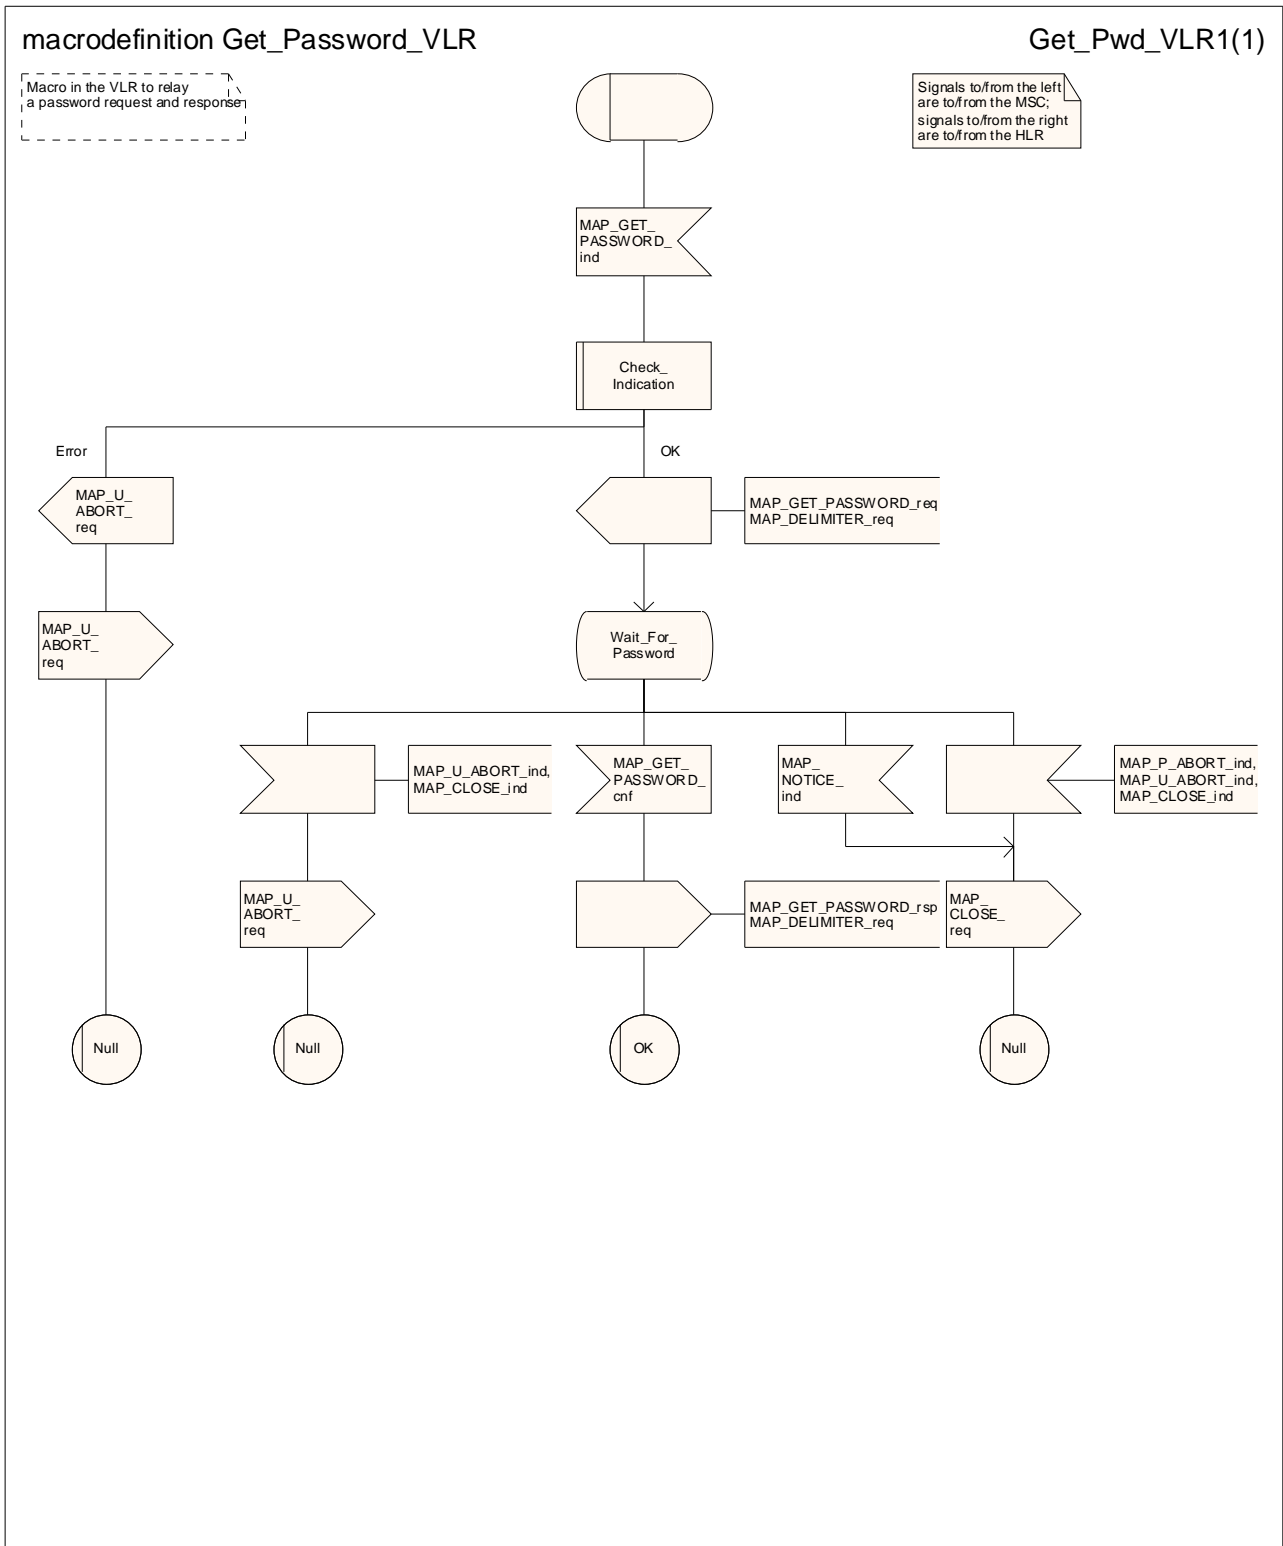 macrodefinition Get_Password_VLR
Get_Pwd_VLR1(1)
Macro in the VLR to relay
a password request and response
Signals to/from the left
are to/from the MSC;
signals to/from the right
are to/from the HLR
MAP_GET_
PASSWORD_
ind
Check_
Indication
Error
OK
MAP_U_
ABORT_
req
MAP_GET_PASSWORD_req
MAP_DELIMITER_req
MAP_U_
ABORT_
req
Wait_For_
Password
MAP_U_ABORT_ind,
MAP_CLOSE_ind
MAP_GET_
PASSWORD_
cnf
MAP_
NOTICE_
ind
MAP_P_ABORT_ind,
MAP_U_ABORT_ind,
MAP_CLOSE_ind
MAP_U_
ABORT_
req
MAP_GET_PASSWORD_rsp
MAP_DELIMITER_req
MAP_
CLOSE_
req
Null
Null
OK
Null